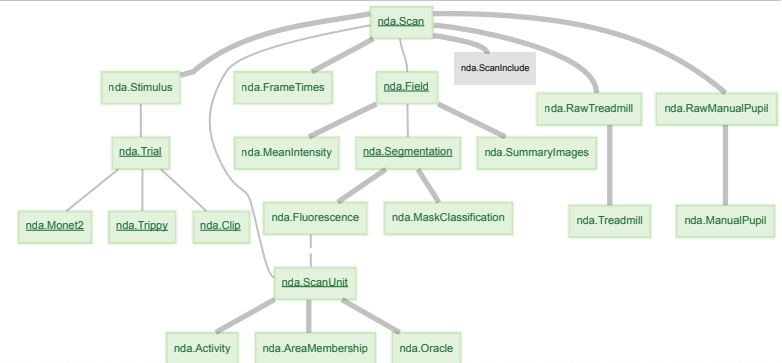 nda.Scan
nda.ScanInclude
nda.Stimulus
nda.FrameTimes
nda.Field
nda.RawTreadmill
nda.RawManualPupil
nda.Trial
nda.MeanIntensity
nda.Segmentation
nda.SummaryImages
nda.Monet2
nda.Trippy
nda.Clip
nda.Fluorescence
nda.MaskClassification
nda.Treadmill
nda.ManualPupil
nda.ScanUnit
nda.Activity
nda.AreaMembership
nda.Oracle